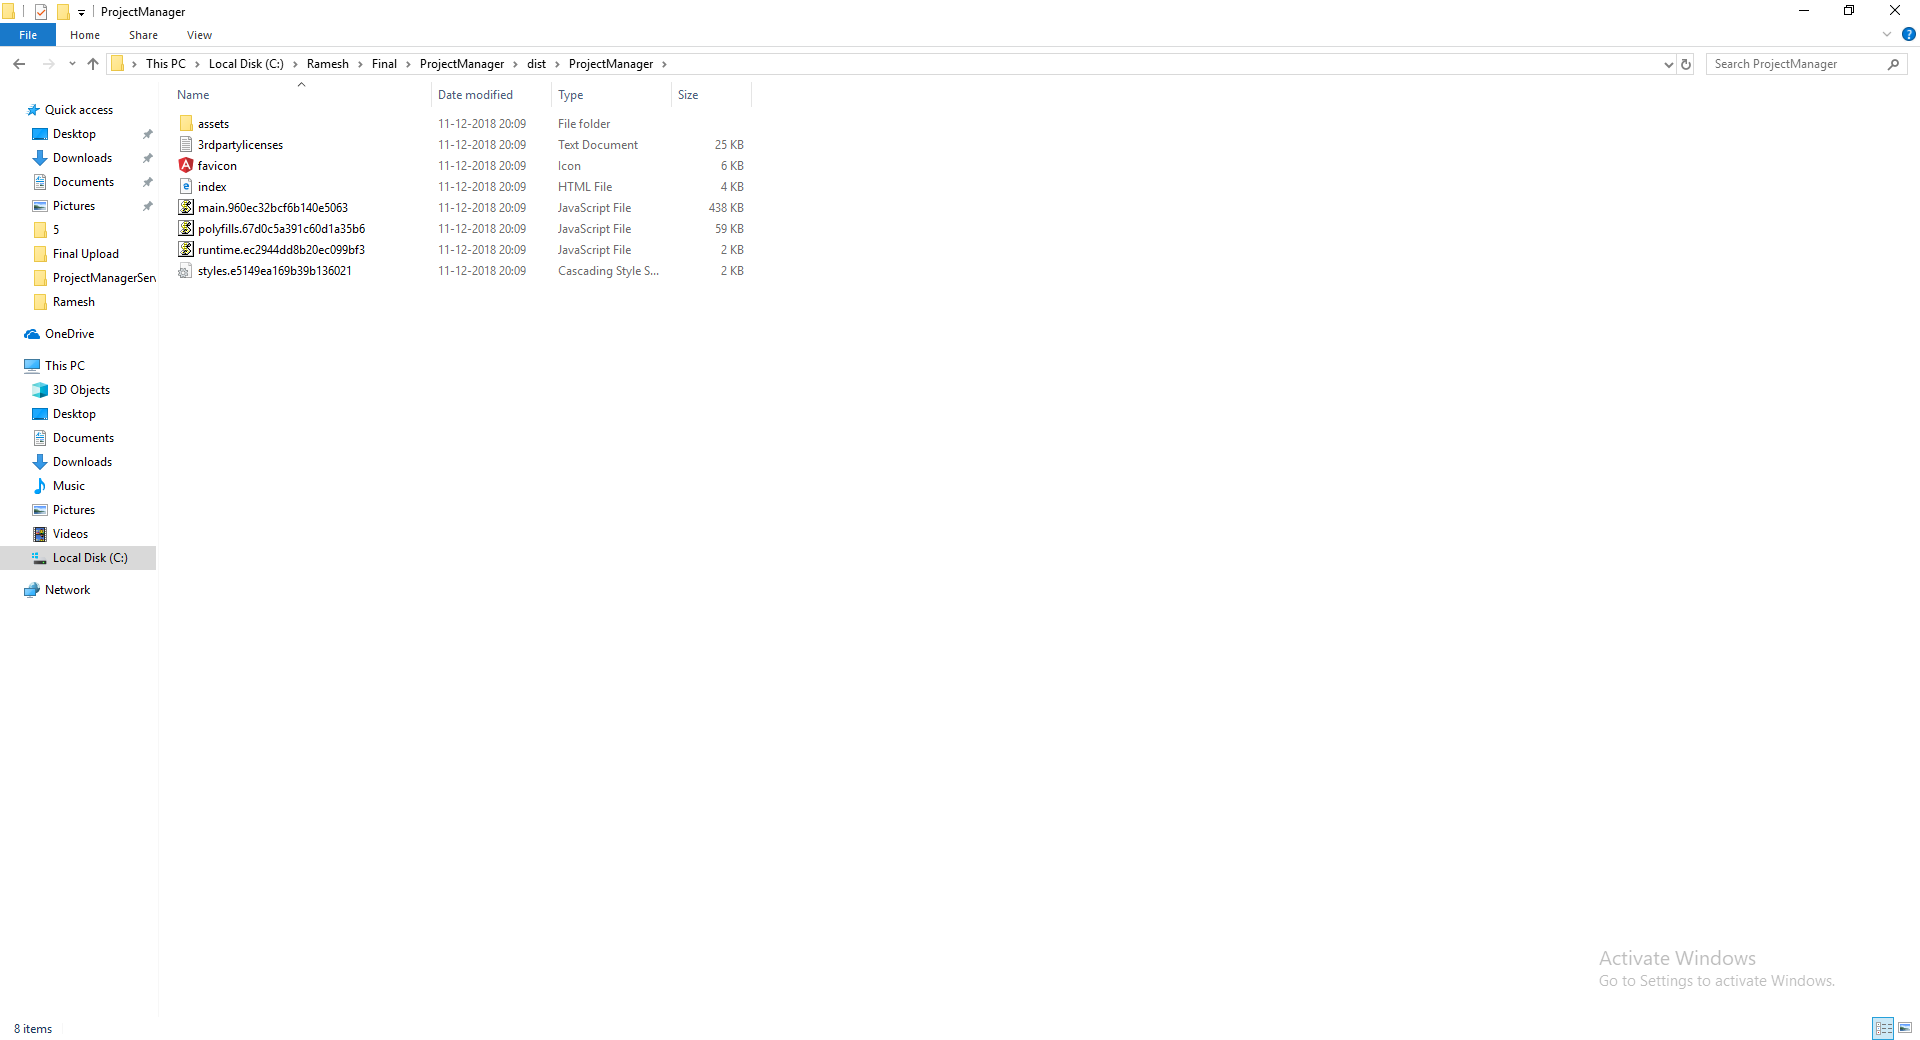 ProjectManager
File Home Share View
This PC Local Disk (C:) Ramesh Final ProjectManager dist ProjectManager Search ProjectManager
Name Date modified Type Size
Quick access
Desktop
Downloads
Documents
Pictures
5
Final Upload
ProjectManagerServ
Ramesh
OneDrive
This PC
3D Objects
Desktop
Documents
Downloads
Music
Pictures
Videos
Local Disk (C:)
Network
assets 11-12-2018 20:09 File folder
3rdpartylicenses 11-12-2018 20:09 Text Document 25 KB
favicon 11-12-2018 20:09 Icon 6 KB
index 11-12-2018 20:09 HTML File 4 KB
main.960ec32bcf6b140e5063 11-12-2018 20:09 JavaScript File 438 KB
polyfills.67d0c5a391c60d1a35b6 11-12-2018 20:09 JavaScript File 59 KB
runtime.ec2944dd8b20ec099bf3 11-12-2018 20:09 JavaScript File 2 KB
styles.e5149ea169b39b136021 11-12-2018 20:09 Cascading Style S... 2 KB
Activate Windows
Go to Settings to activate Windows.
8 items